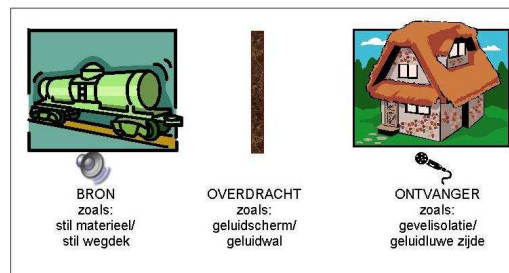 BRON
zoals:
stil materieel/
stil wegdek
OVERDRACHT
zoals:
geluidscherm/
geluidwal
ONTVANGER
zoals:
gevelisolatie/
geluidluwe zijde